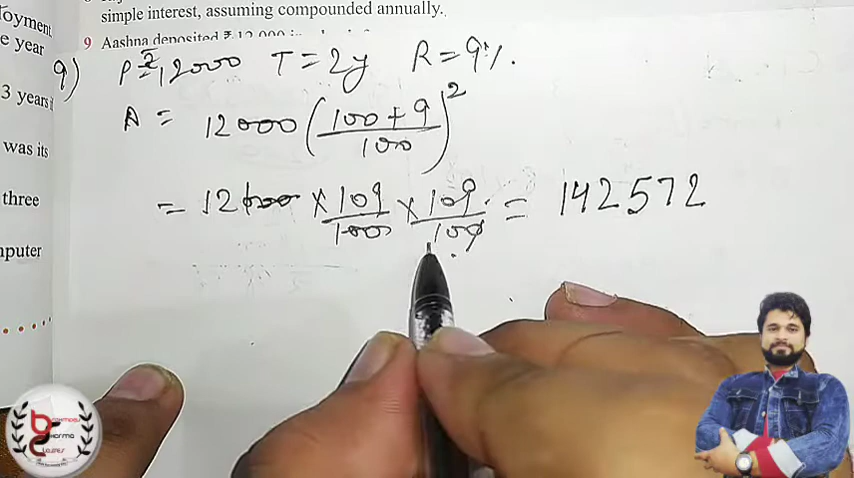 loyment
e year
3 years i
was its
three
mputer
simple interest, assuming compounded annually.
9 Aashna deposited ₹ 12,000
9) P = ₹ 12000 T = 2y R = 9%.
A = 12000 (100 + 9 / 100)²
= 12000 × 109/100 × 109/100 = 142572